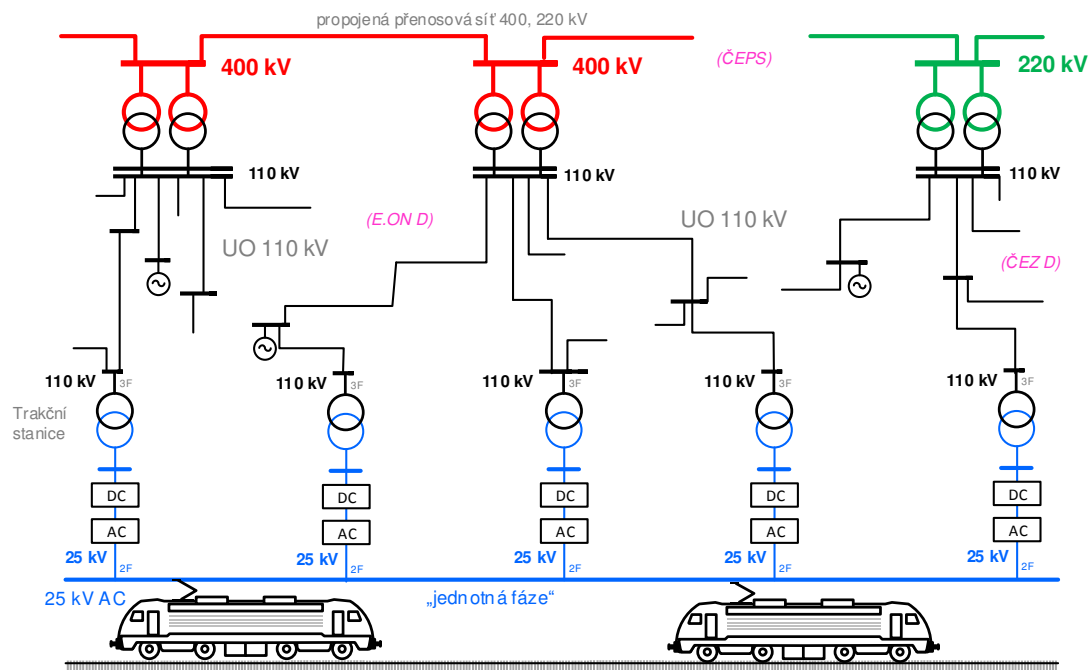 propojená přenosová síť 400, 220 kV
400 kV
400 kV
(ČEPS)
220 kV
110 kV
110 kV
110 kV
UO 110 kV
(E.ON D)
UO 110 kV
(ČEZ D)
110 kV
3F
110 kV
3F
110 kV
3F
110 kV
3F
110 kV
3F
Trakční
stanice
DC
DC
DC
DC
DC
AC
AC
AC
AC
AC
25 kV
2F
25 kV
2F
25 kV
2F
25 kV
2F
25 kV
2F
25 kV AC
„jednotná fáze“